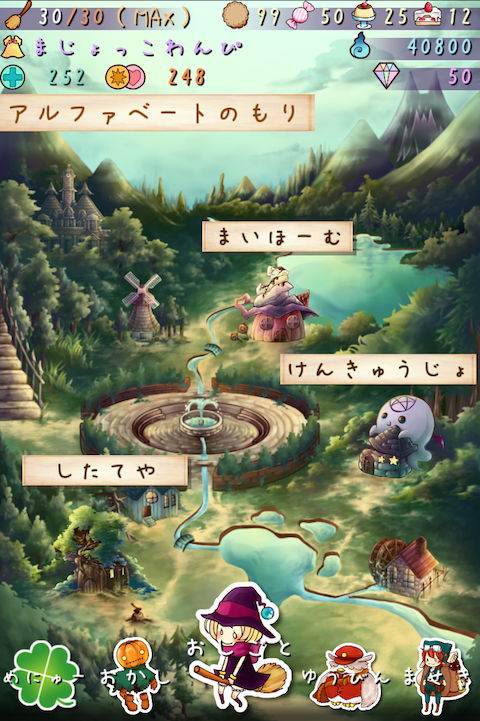 30/30 (MAx) 99 50 25 12
まじょっこわんぴ 40800
252 248 50
アルファベートのもり
まいほーむ
けんきゅうじょ
したてや
めにゅー おかし ゆうびん